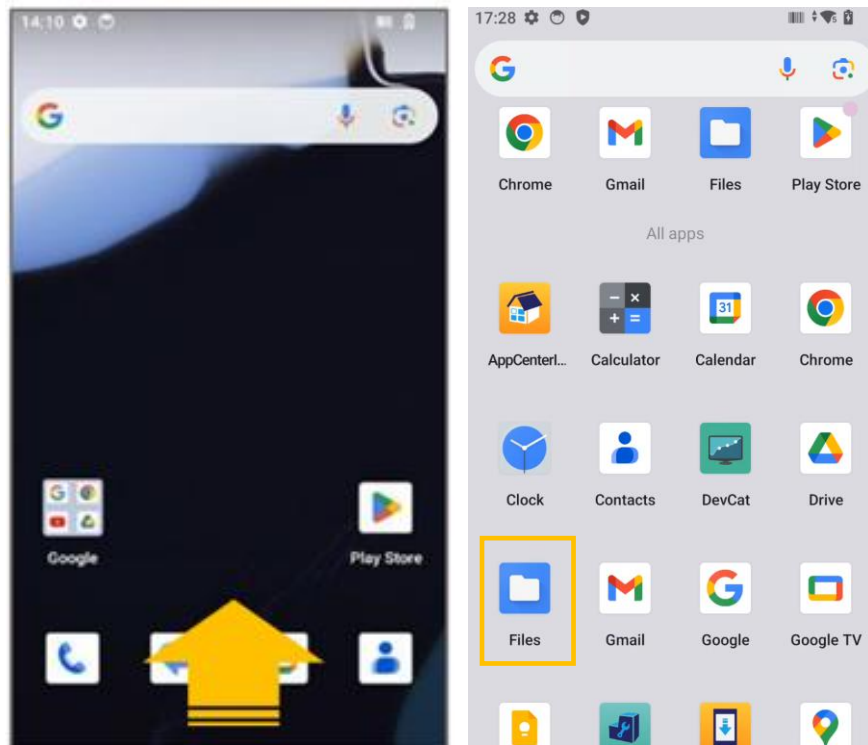 14:10
Google
Play Store
17:28
Chrome
Gmail
Files
Play Store
All apps
AppCenterI...
Calculator
Calendar
Chrome
Clock
Contacts
DevCat
Drive
Files
Gmail
Google
Google TV